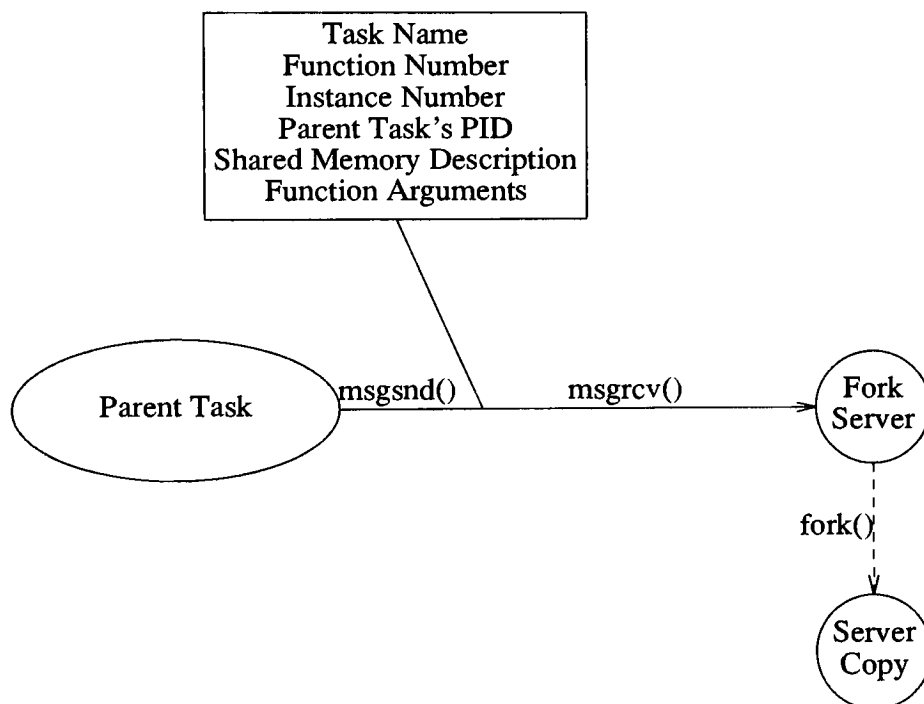 Task Name
Function Number
Instance Number
Parent Task's PID
Shared Memory Description
Function Arguments
Parent Task
msgsnd()
msgrcv()
Fork
Server
fork()
Server
Copy